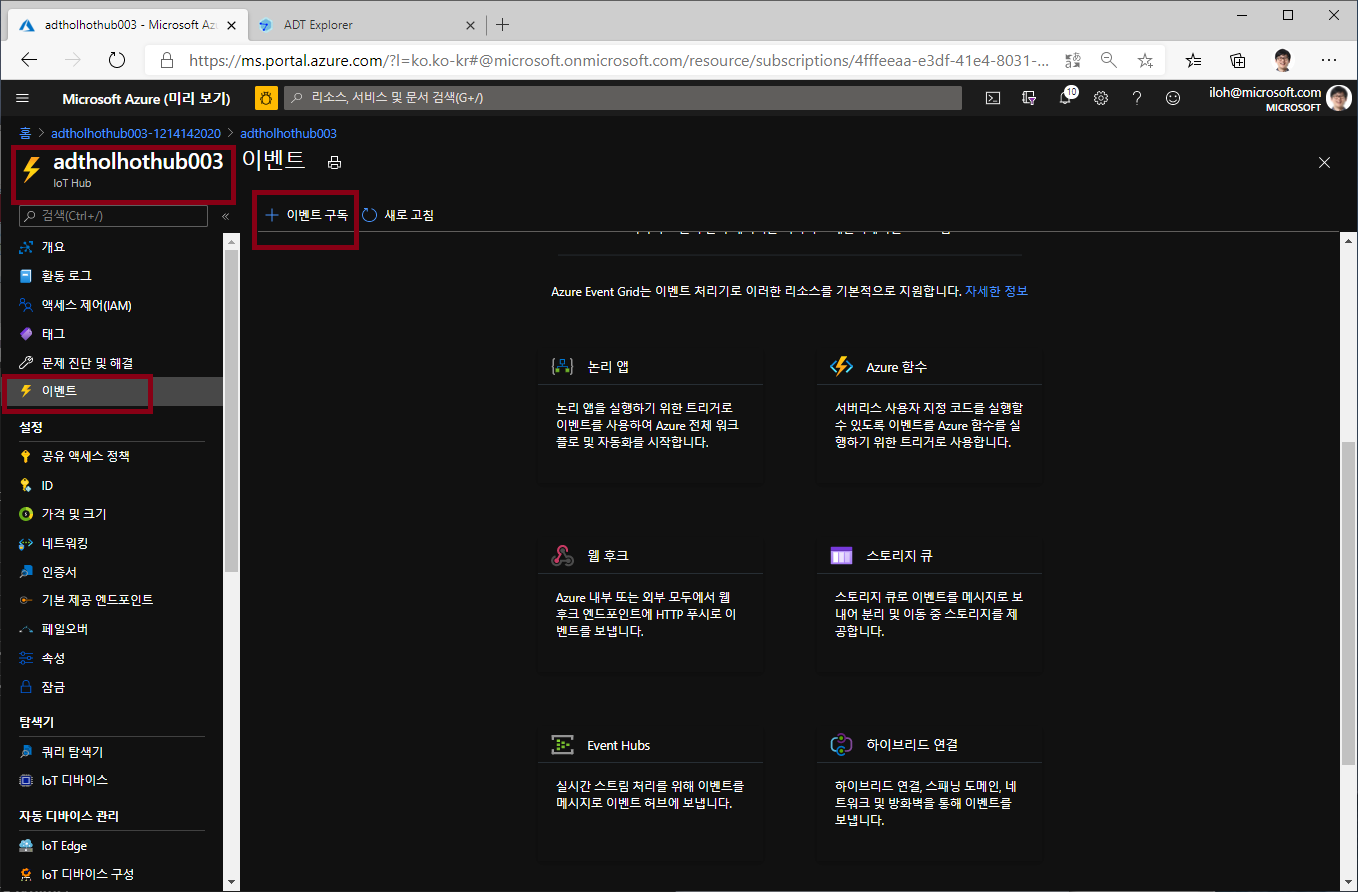 adtholhothub003 - Microsoft Az
ADT Explorer
https://ms.portal.azure.com/?l=ko.ko-kr#@microsoft.onmicrosoft.com/resource/subscriptions/4fffeeaa-e3df-41e4-8031-...
Microsoft Azure (미리 보기)
리소스, 서비스 및 문서 검색(G+/)
10
iloh@microsoft.com
MICROSOFT
홈 > adtholhothub003-1214142020 > adtholhothub003
adtholhothub003
IoT Hub
이벤트
검색(Ctrl+/)
«
이벤트 구독
새로 고침
개요
활동 로그
액세스 제어(IAM)
태그
문제 진단 및 해결
이벤트
설정
공유 액세스 정책
ID
가격 및 크기
네트워킹
인증서
기본 제공 엔드포인트
페일오버
속성
잠금
탐색기
쿼리 탐색기
IoT 디바이스
자동 디바이스 관리
IoT Edge
IoT 디바이스 구성
Azure Event Grid는 이벤트 처리기로 이러한 리소스를 기본적으로 지원합니다. 자세한 정보
논리 앱
논리 앱을 실행하기 위한 트리거로
이벤트를 사용하여 Azure 전체 워크
플로 및 자동화를 시작합니다.
Azure 함수
서버리스 사용자 지정 코드를 실행할
수 있도록 이벤트를 Azure 함수를 실
행하기 위한 트리거로 사용합니다.
웹 후크
Azure 내부 또는 외부 모두에서 웹
후크 엔드포인트에 HTTP 푸시로 이
벤트를 보냅니다.
스토리지 큐
스토리지 큐로 이벤트를 메시지로 보
내어 분리 및 이동 중 스토리지를 제
공합니다.
Event Hubs
실시간 스트림 처리를 위해 이벤트를
메시지로 이벤트 허브에 보냅니다.
하이브리드 연결
하이브리드 연결, 스패닝 도메인, 네
트워크 및 방화벽을 통해 이벤트를
보냅니다.